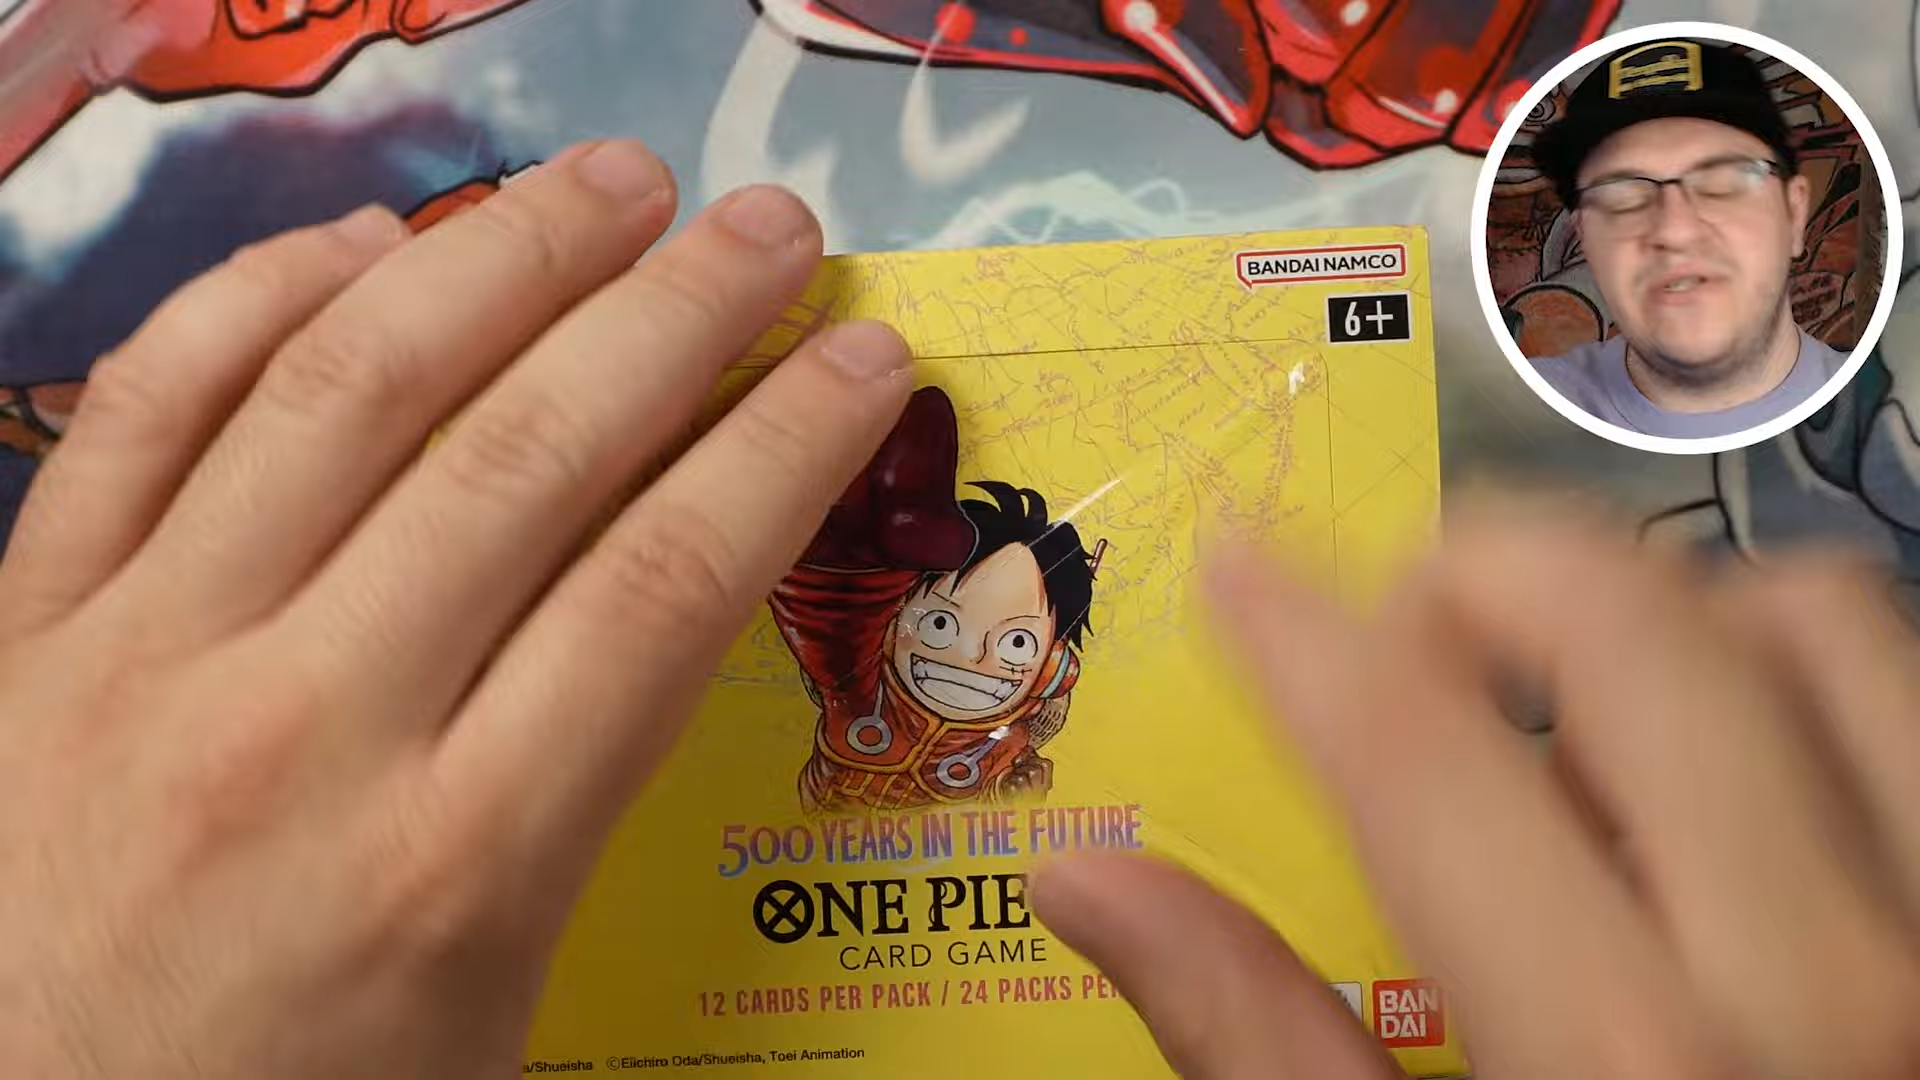 BANDAI NAMCO
6+
500 YEARS IN THE FUTURE
ONE PIE
CARD GAME
12 CARDS PER PACK / 24 PACKS PE
a/Shueisha ©Eiichiro Oda/Shueisha, Toei Animation
BAN
DAI